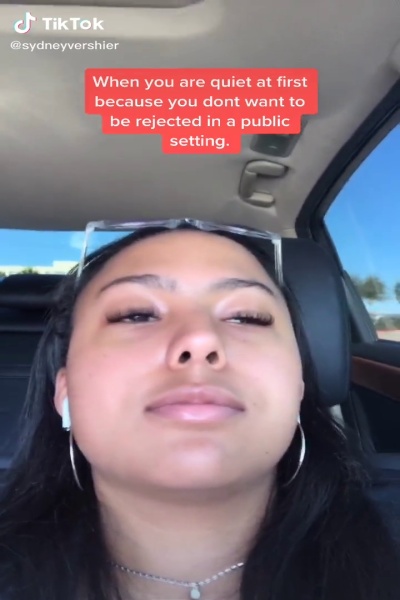 TikTok
@sydneyvershier
When you are quiet at first
because you dont want to
be rejected in a public
setting.